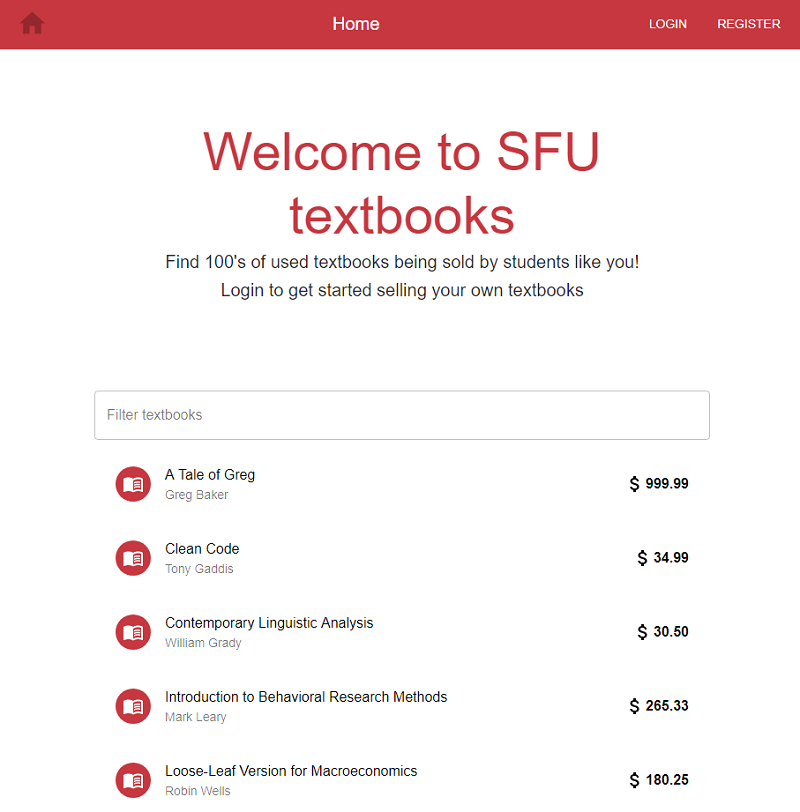 Home
LOGIN
REGISTER
Welcome to SFU
textbooks
Find 100's of used textbooks being sold by students like you!
Login to get started selling your own textbooks
Filter textbooks
A Tale of Greg
$ 999.99
Greg Baker
Clean Code
$ 34.99
Tony Gaddis
Contemporary Linguistic Analysis
$ 30.50
William Grady
Introduction to Behavioral Research Methods
$ 265.33
Mark Leary
Loose-Leaf Version for Macroeconomics
$ 180.25
Robin Wells